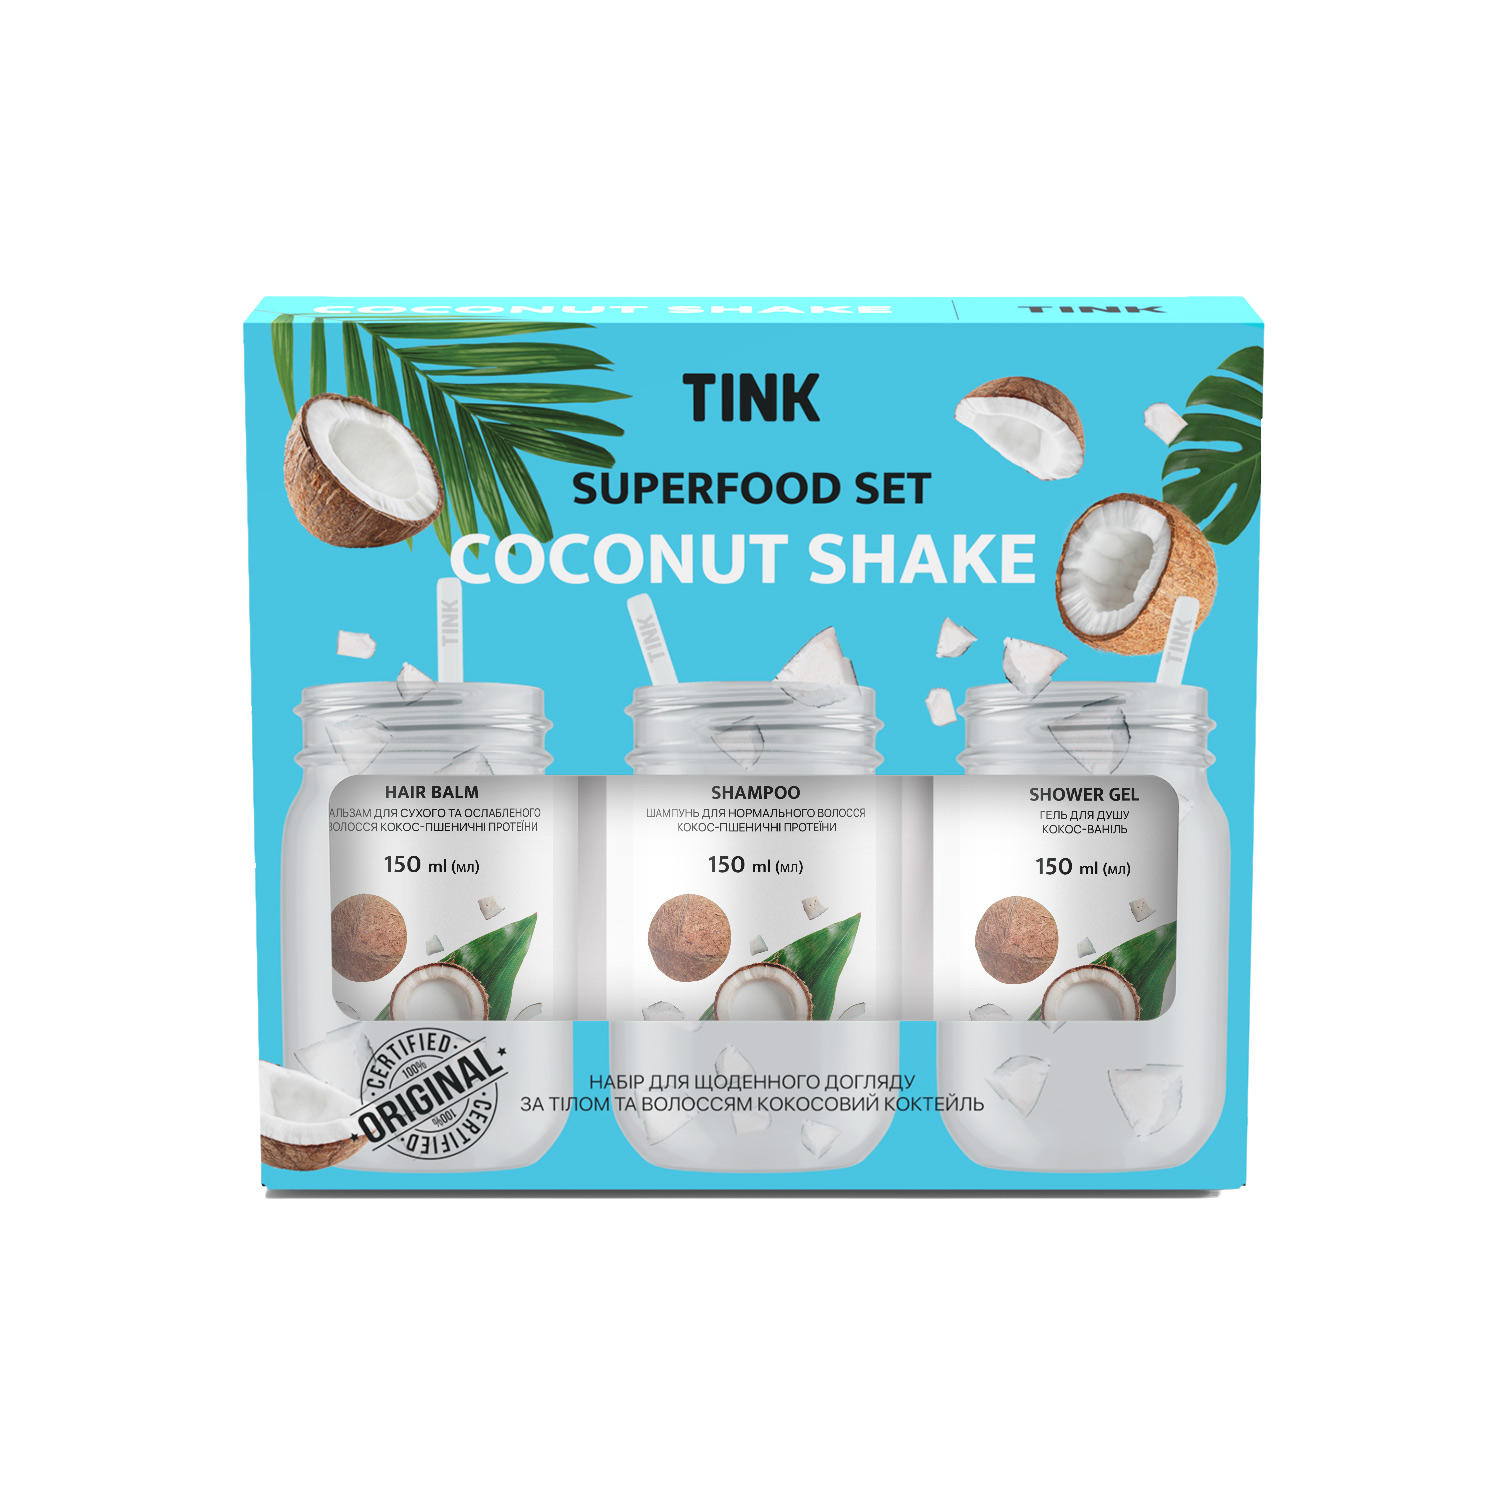 COCONUT SHAKE TINK
TINK
SUPERFOOD SET
COCONUT SHAKE
TINK
TINK
TINK
HAIR BALM
АЛЬЗАМ ДЛЯ СУХОГО ТА ОСЛАБЛЕНОГО
ВОЛОССЯ КОКОС-ПШЕНИЧНІ ПРОТЕЇНИ
150 ml (мл)
SHAMPOO
ШАМПУНЬ ДЛЯ НОРМАЛЬНОГО ВОЛОССЯ
КОКОС-ПШЕНИЧНІ ПРОТЕЇНИ
150 ml (мл)
SHOWER GEL
ГЕЛЬ ДЛЯ ДУШУ
КОКОС-ВАНІЛЬ
150 ml (мл)
CERTIFIED
100%
ORIGINAL
100%
CERTIFIED
НАБІР ДЛЯ ЩОДЕННОГО ДОГЛЯДУ
ЗА ТІЛОМ ТА ВОЛОССЯМ КОКОСОВИЙ КОКТЕЙЛЬ